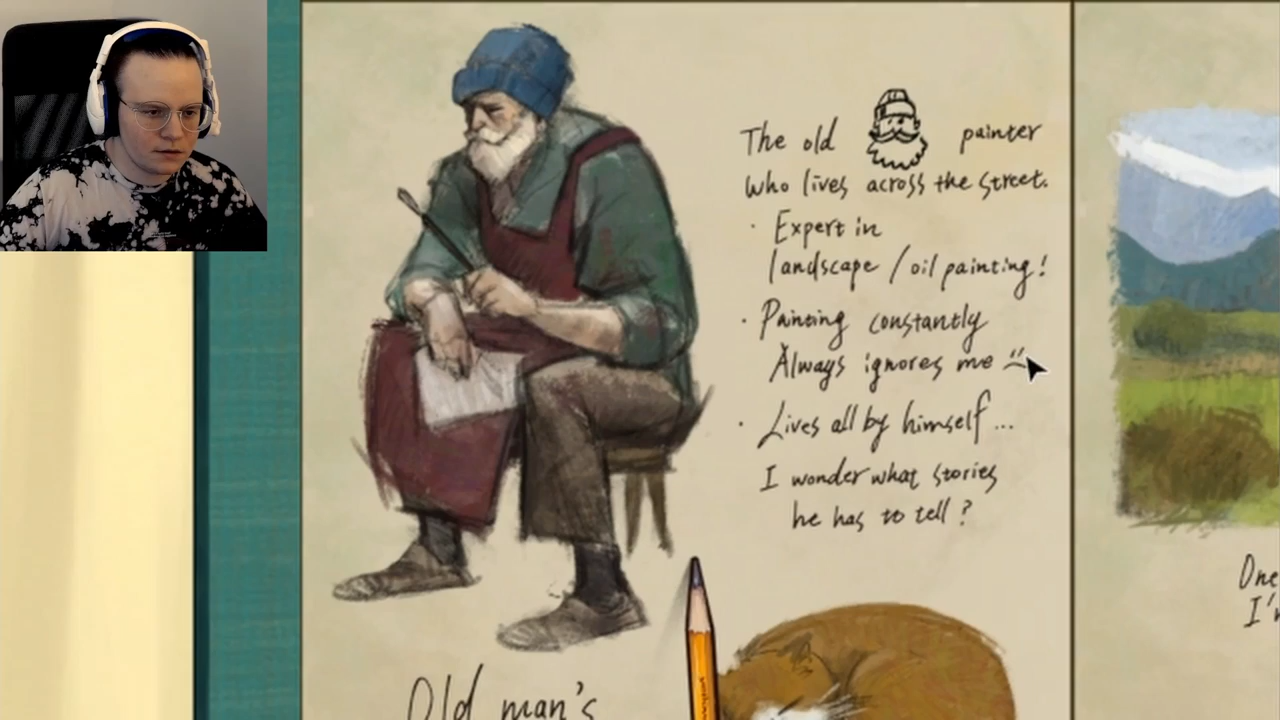 The old painter
who lives across the street.
· Expert in
landscape / oil painting!
· Painting constantly
Always ignores me
· Lives all by himself...
I wonder what stories
he has to tell?
Old man's
One